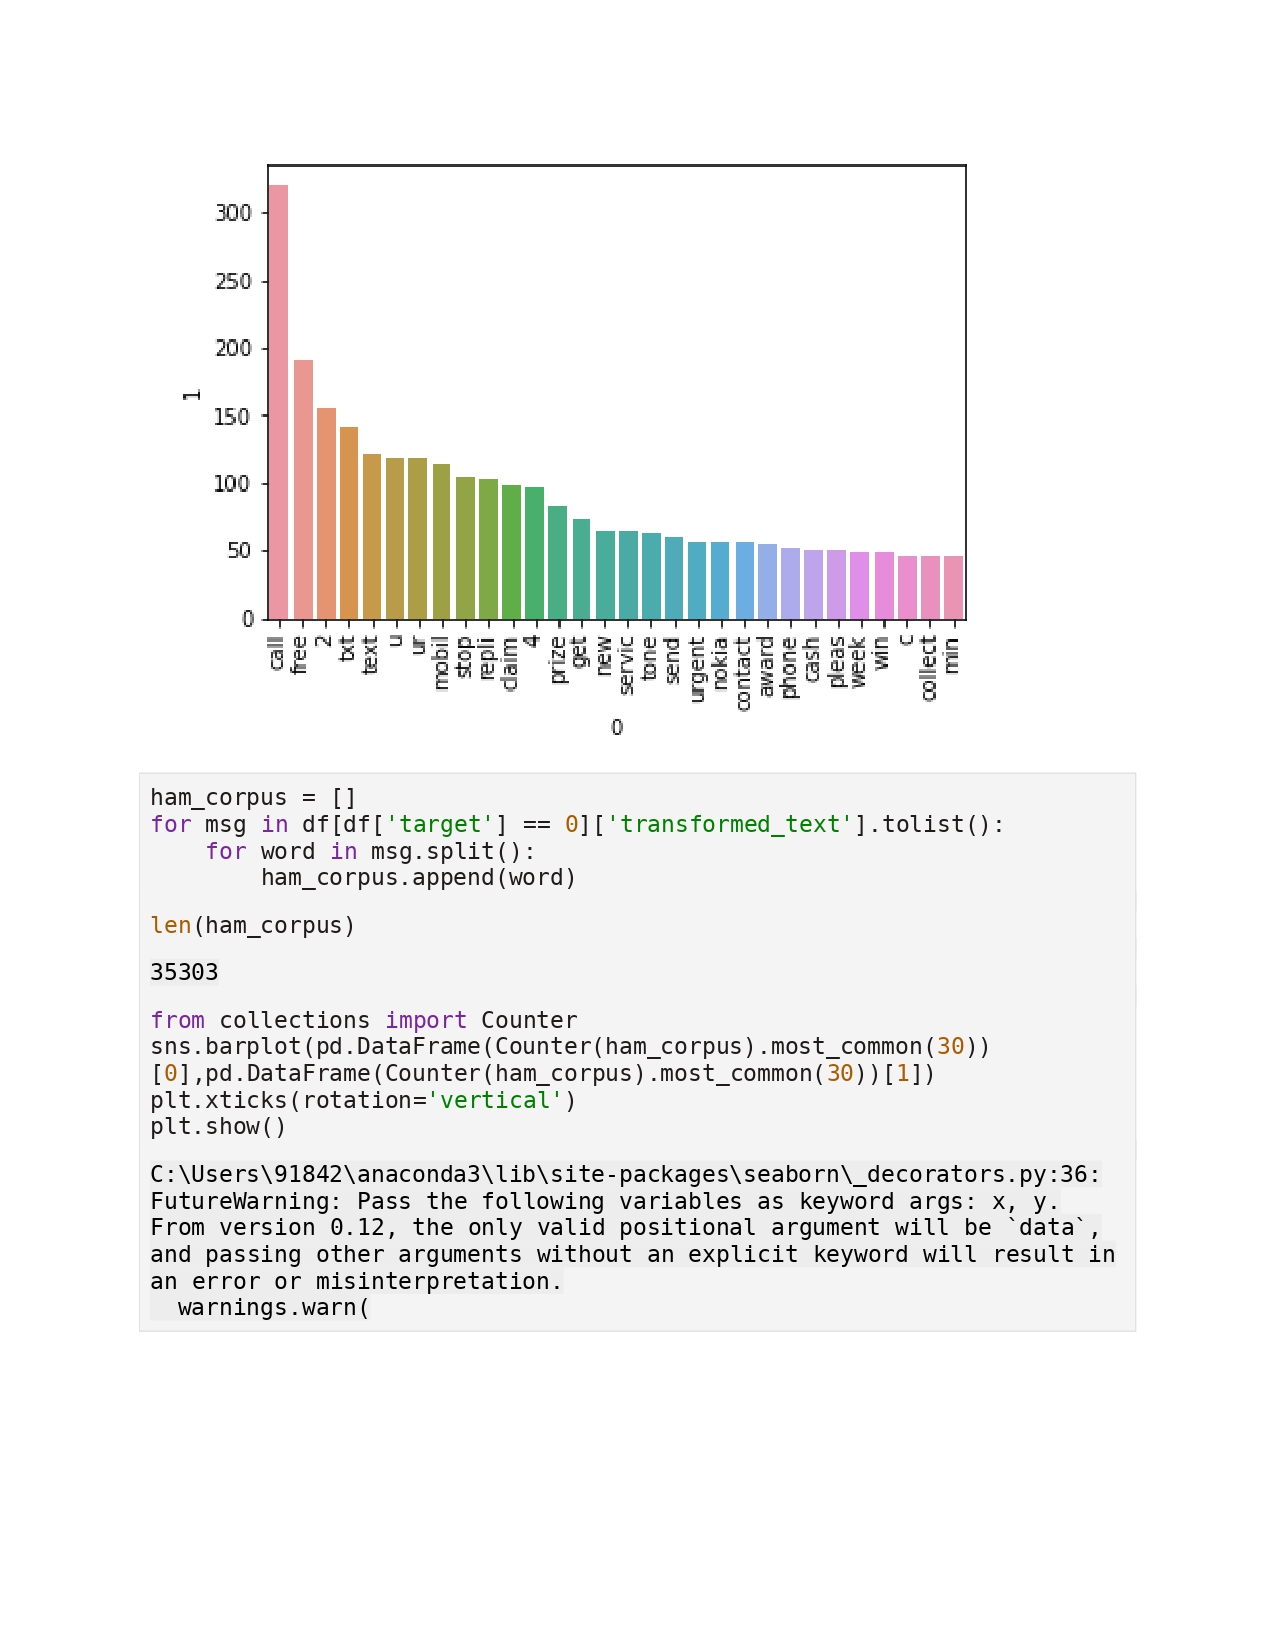 300
250
200
150
100
50
0
1
call
free
2
txt
text
u
ur
mobil
stop
repli
claim
4
prize
get
new
servic
tone
send
urgent
nokia
contact
award
phone
cash
pleas
week
win
c
collect
min
0
ham_corpus = []
for msg in df[df['target'] == 0]['transformed_text'].tolist():
    for word in msg.split():
        ham_corpus.append(word)
len(ham_corpus)
35303
from collections import Counter
sns.barplot(pd.DataFrame(Counter(ham_corpus).most_common(30))
[0],pd.DataFrame(Counter(ham_corpus).most_common(30))[1])
plt.xticks(rotation='vertical')
plt.show()
C:\Users\91842\anaconda3\lib\site-packages\seaborn\_decorators.py:36:
FutureWarning: Pass the following variables as keyword args: x, y.
From version 0.12, the only valid positional argument will be `data`,
and passing other arguments without an explicit keyword will result in
an error or misinterpretation.
  warnings.warn(